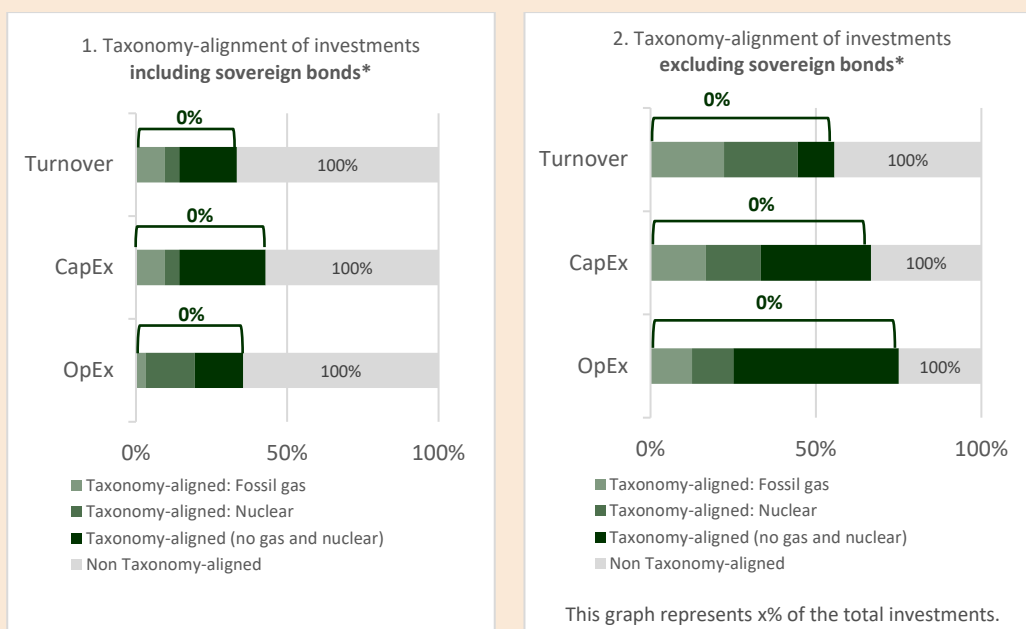 1. Taxonomy-alignment of investments
including sovereign bonds*
0%
Turnover
100%
0%
CapEx
100%
0%
OpEx
100%
0%
50%
100%
Taxonomy-aligned: Fossil gas
Taxonomy-aligned: Nuclear
Taxonomy-aligned (no gas and nuclear)
Non Taxonomy-aligned
2. Taxonomy-alignment of investments
excluding sovereign bonds*
0%
Turnover
100%
0%
CapEx
100%
0%
OpEx
100%
0%
50%
100%
Taxonomy-aligned: Fossil gas
Taxonomy-aligned: Nuclear
Taxonomy-aligned (no gas and nuclear)
Non Taxonomy-aligned
This graph represents x% of the total investments.